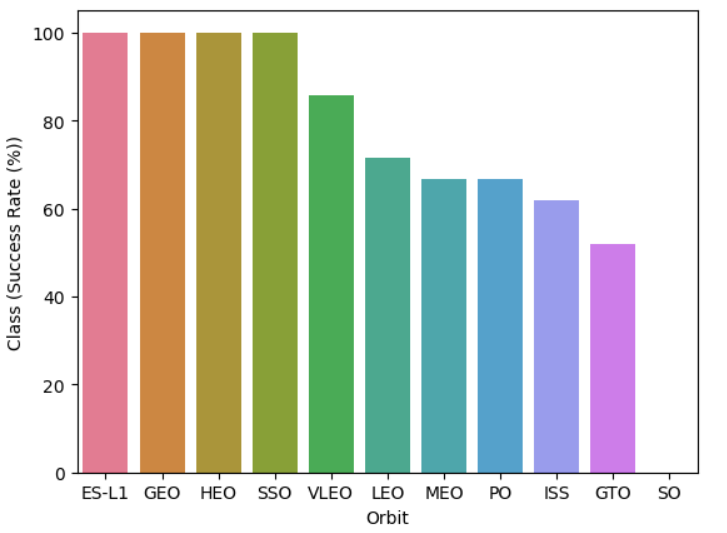 100
80
60
40
20
0
Class (Success Rate (%))
ES-L1 GEO HEO SSO VLEO LEO MEO PO ISS GTO SO
Orbit